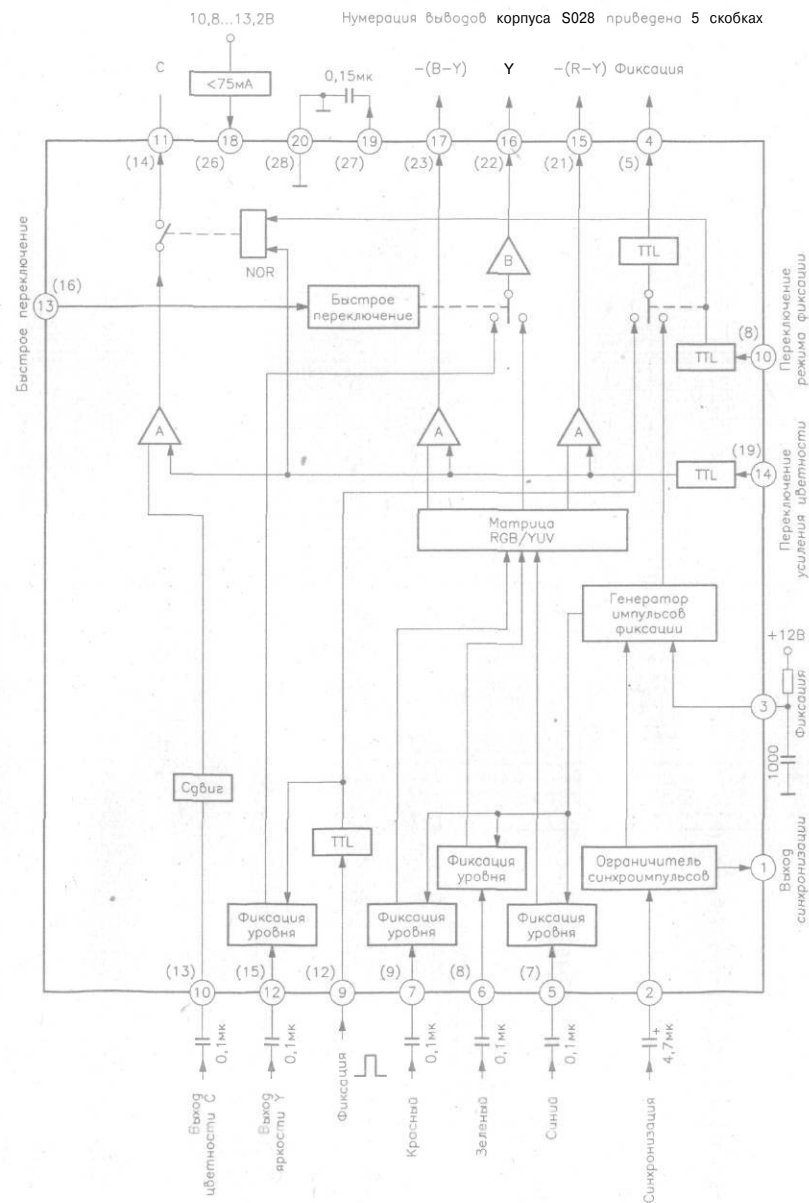 10,8...13,2В
Нумерация выводов корпуса S028 приведена 5 скобках
С
<75мА
0,15мк
-(В-Y)
Y
-(R-Y)
Фиксация
11
18
20
19
17
16
15
4
(14)
(26)
(28)
(27)
(23)
(22)
(21)
(5)
NOR
В
TTL
Быстрое переключение
13
(16)
Быстрое
переключение
TTL
(8)
10
Переключение
режима фиксации
А
А
А
TTL
(19)
14
Переключение
усиления цветности
Матрица
RGB/YUV
Генератор
импульсов
фиксации
+12В
3
Фиксация
1000
Сдвиг
TTL
Фиксация
уровня
Ограничитель
синхроимпульсов
1
Выход
синхронизации
Фиксация
уровня
Фиксация
уровня
Фиксация
уровня
(13)
(15)
(12)
(9)
(8)
(7)
10
12
9
7
6
5
2
0,1мк
0,1мк
0,1мк
0,1мк
0,1мк
+
4,7мк
Выход
цветности С
Выход
яркости Y
Фиксация
Красный
Зеленый
Синий
Синхронизация